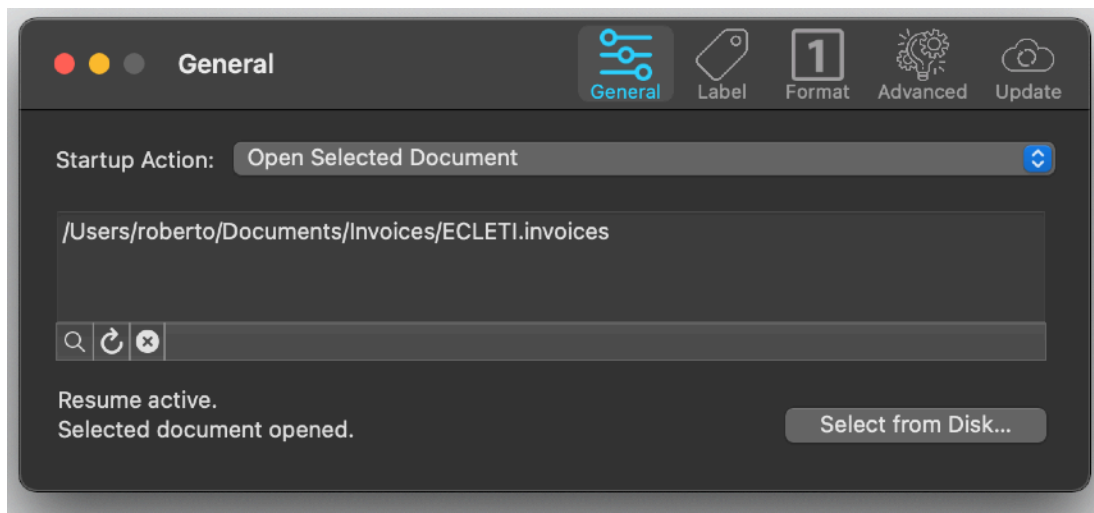 General
1
General
Label
Format
Advanced
Update
Startup Action:
Open Selected Document
/Users/roberto/Documents/Invoices/ECLETI.invoices
Resume active.
Selected document opened.
Select from Disk...